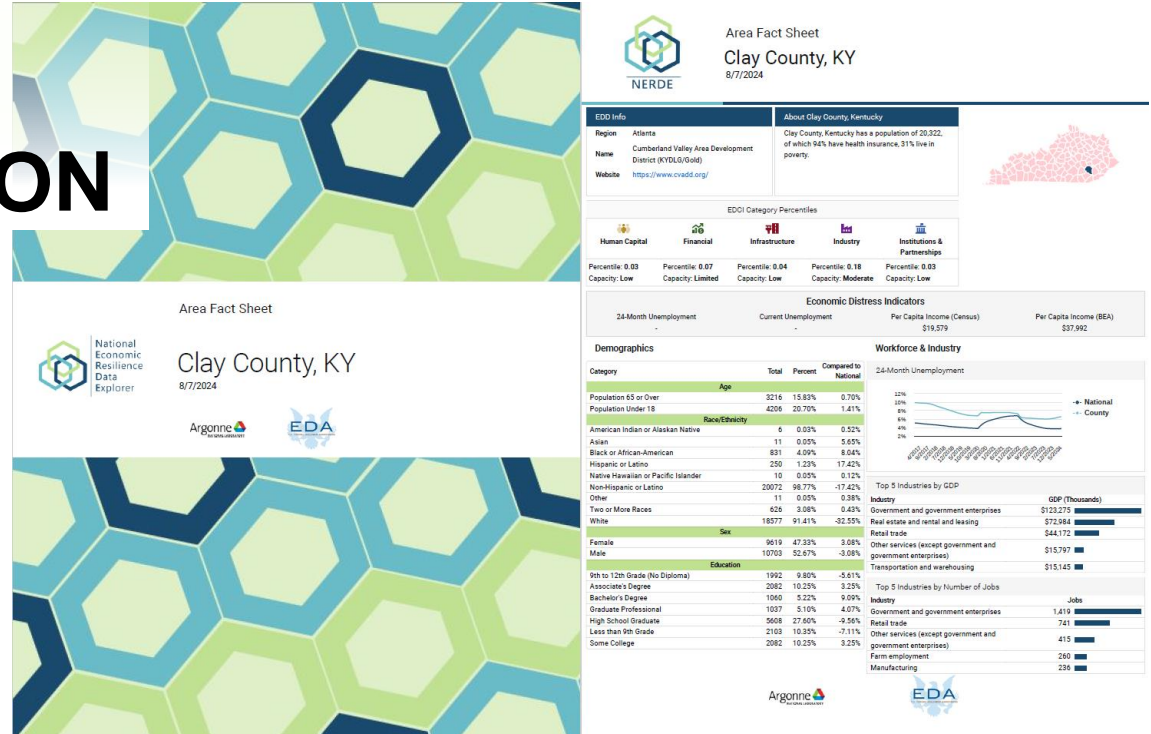 ON
Area Fact Sheet
National
Economic
Resilience
Data
Explorer
Clay County, KY
8/7/2024
Argonne
NATIONAL LABORATORY
EDA
NERDE
Area Fact Sheet
Clay County, KY
8/7/2024
EDD Info
Region Atlanta
Name Cumberland Valley Area Development
District (KYDLG/Gold)
Website https://www.cvadd.org/
About Clay County, Kentucky
Clay County, Kentucky has a population of 20,322,
of which 94% have health insurance, 31% live in
poverty.
EDCI Category Percentiles
Human Capital Financial Infrastructure Industry Institutions &
Partnerships
Percentile: 0.03 Percentile: 0.07 Percentile: 0.04 Percentile: 0.18 Percentile: 0.03
Capacity: Low Capacity: Limited Capacity: Low Capacity: Moderate Capacity: Low
Economic Distress Indicators
24-Month Unemployment Current Unemployment Per Capita Income (Census) Per Capita Income (BEA)
- - $19,579 $37,992
Demographics
Category Total Percent Compared to
National
Age
Population 65 or Over 3216 15.83% 0.70%
Population Under 18 4206 20.70% 1.41%
Race/Ethnicity
American Indian or Alaskan Native 6 0.03% 0.52%
Asian 11 0.05% 5.65%
Black or African-American 831 4.09% 8.04%
Hispanic or Latino 250 1.23% 17.42%
Native Hawaiian or Pacific Islander 10 0.05% 0.12%
Non-Hispanic or Latino 20072 98.77% -17.42%
Other 11 0.05% 0.38%
Two or More Races 626 3.08% 0.43%
White 18577 91.41% -32.55%
Sex
Female 9619 47.33% 3.08%
Male 10703 52.67% -3.08%
Education
9th to 12th Grade (No Diploma) 1992 9.80% -5.61%
Associate's Degree 2082 10.25% 3.25%
Bachelor's Degree 1060 5.22% 9.09%
Graduate Professional 1037 5.10% 4.07%
High School Graduate 5608 27.60% -9.56%
Less than 9th Grade 2103 10.35% -7.11%
Some College 2082 10.25% 3.25%
Workforce & Industry
24-Month Unemployment
12%
10%
8%
6%
4%
2%
National
County
Top 5 Industries by GDP
Industry GDP (Thousands)
Government and government enterprises $123,275
Real estate and rental and leasing $72,984
Retail trade $44,172
Other services (except government and
government enterprises) $15,797
Transportation and warehousing $15,145
Top 5 Industries by Number of Jobs
Industry Jobs
Government and government enterprises 1,419
Retail trade 741
Other services (except government and
government enterprises) 415
Farm employment 260
Manufacturing 236
Argonne
NATIONAL LABORATORY
EDA